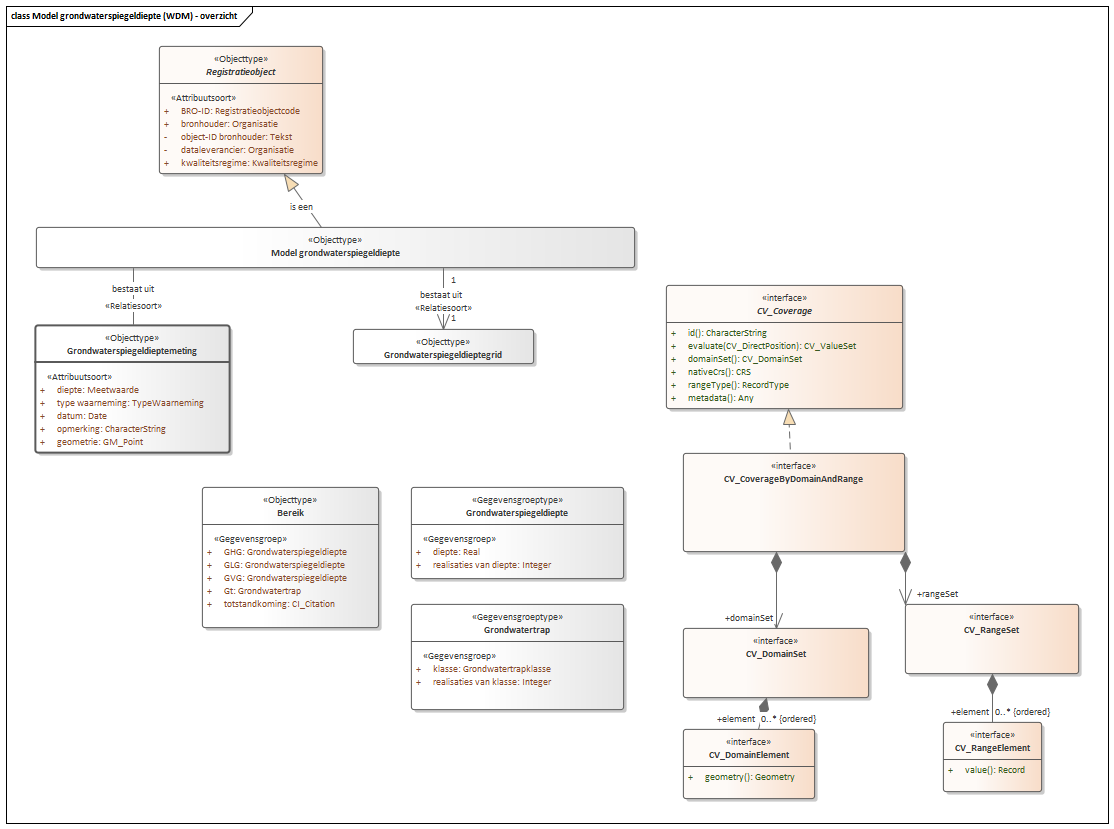 class Model grondwaterspiegeldiepte (WDM) - overzicht
«Objecttype»
Registratieobject
«Attribuutsoort»
+ BRO-ID: Registratieobjectcode
+ bronhouder: Organisatie
- object-ID bronhouder: Tekst
- dataleverancier: Organisatie
+ kwaliteitsregime: Kwaliteitsregime
is een
«Objecttype»
Model grondwaterspiegeldiepte
bestaat uit
«Relatiesoort»
1
bestaat uit
«Relatiesoort»
1
«Objecttype»
Grondwaterspiegeldieptemeting
«Attribuutsoort»
+ diepte: Meetwaarde
+ type waarneming: TypeWaarneming
+ datum: Date
+ opmerking: CharacterString
+ geometrie: GM_Point
«Objecttype»
Grondwaterspiegeldieptegrid
«interface»
CV_Coverage
+ id(): CharacterString
+ evaluate(CV_DirectPosition): CV_ValueSet
+ domainSet(): CV_DomainSet
+ nativeCrs(): CRS
+ rangeType(): RecordType
+ metadata(): Any
«interface»
CV_CoverageByDomainAndRange
«Objecttype»
Bereik
«Gegevensgroep»
+ GHG: Grondwaterspiegeldiepte
+ GLG: Grondwaterspiegeldiepte
+ GVG: Grondwaterspiegeldiepte
+ Gt: Grondwatertrap
+ totstandkoming: CI_Citation
«Gegevensgroeptype»
Grondwaterspiegeldiepte
«Gegevensgroep»
+ diepte: Real
+ realisaties van diepte: Integer
«Gegevensgroeptype»
Grondwatertrap
«Gegevensgroep»
+ klasse: Grondwatertrapklasse
+ realisaties van klasse: Integer
+domainSet
+rangeSet
«interface»
CV_DomainSet
«interface»
CV_RangeSet
+element 0..* {ordered}
+element 0..* {ordered}
«interface»
CV_DomainElement
+ geometry(): Geometry
«interface»
CV_RangeElement
+ value(): Record